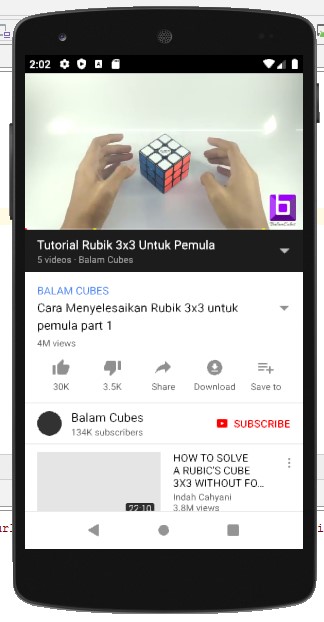 2:02
Tutorial Rubik 3x3 Untuk Pemula
5 videos · Balam Cubes
BALAM CUBES
Cara Menyelesaikan Rubik 3x3 untuk
pemula part 1
4M views
30K
3.5K
Share
Download
Save to
Balam Cubes
134K subscribers
SUBSCRIBE
22:10
HOW TO SOLVE
A RUBIC'S CUBE
3X3 WITHOUT FO...
Indah Cahyani
3.8M views